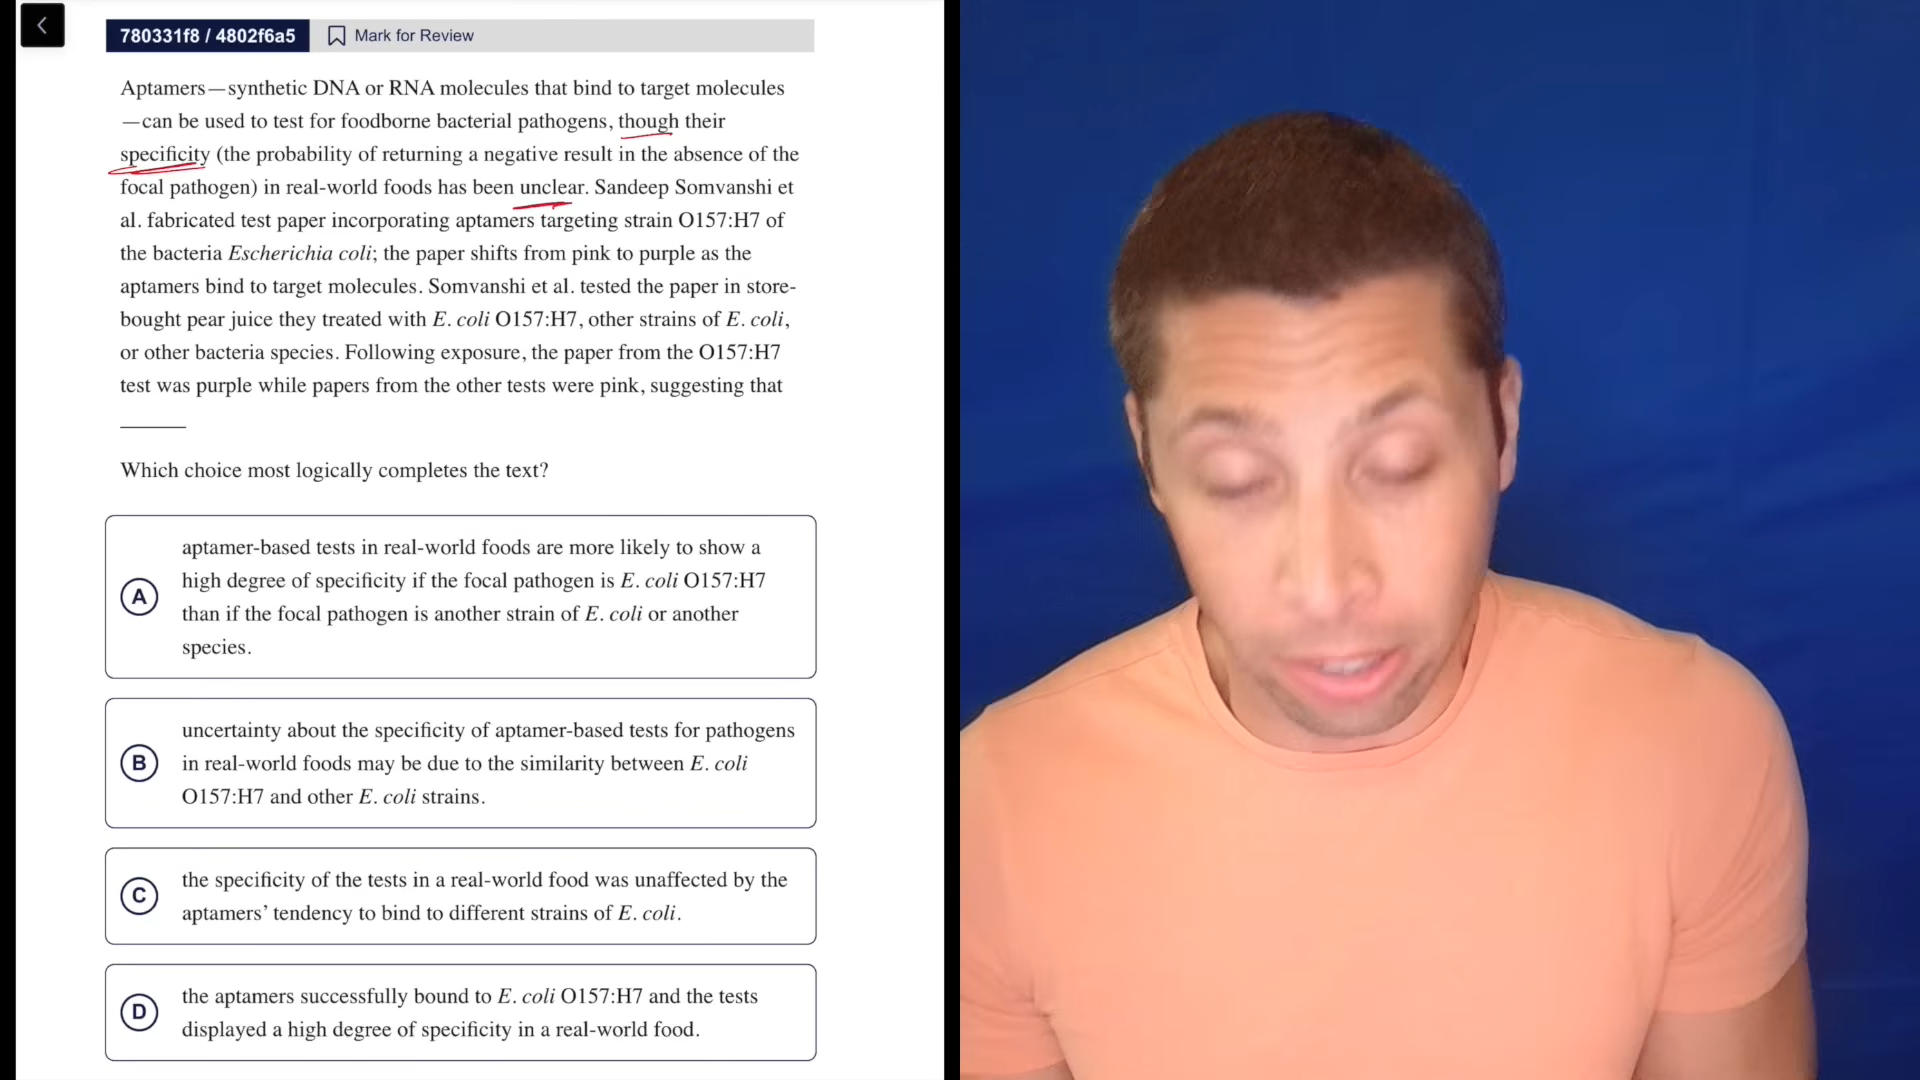 780331f8 / 4802f6a5 Mark for Review
Aptamers—synthetic DNA or RNA molecules that bind to target molecules
—can be used to test for foodborne bacterial pathogens, though their
specificity (the probability of returning a negative result in the absence of the
focal pathogen) in real-world foods has been unclear. Sandeep Somvanshi et
al. fabricated test paper incorporating aptamers targeting strain O157:H7 of
the bacteria Escherichia coli; the paper shifts from pink to purple as the
aptamers bind to target molecules. Somvanshi et al. tested the paper in store-
bought pear juice they treated with E. coli O157:H7, other strains of E. coli,
or other bacteria species. Following exposure, the paper from the O157:H7
test was purple while papers from the other tests were pink, suggesting that
______
Which choice most logically completes the text?
A
aptamer-based tests in real-world foods are more likely to show a
high degree of specificity if the focal pathogen is E. coli O157:H7
than if the focal pathogen is another strain of E. coli or another
species.
B
uncertainty about the specificity of aptamer-based tests for pathogens
in real-world foods may be due to the similarity between E. coli
O157:H7 and other E. coli strains.
C
the specificity of the tests in a real-world food was unaffected by the
aptamers’ tendency to bind to different strains of E. coli.
D
the aptamers successfully bound to E. coli O157:H7 and the tests
displayed a high degree of specificity in a real-world food.